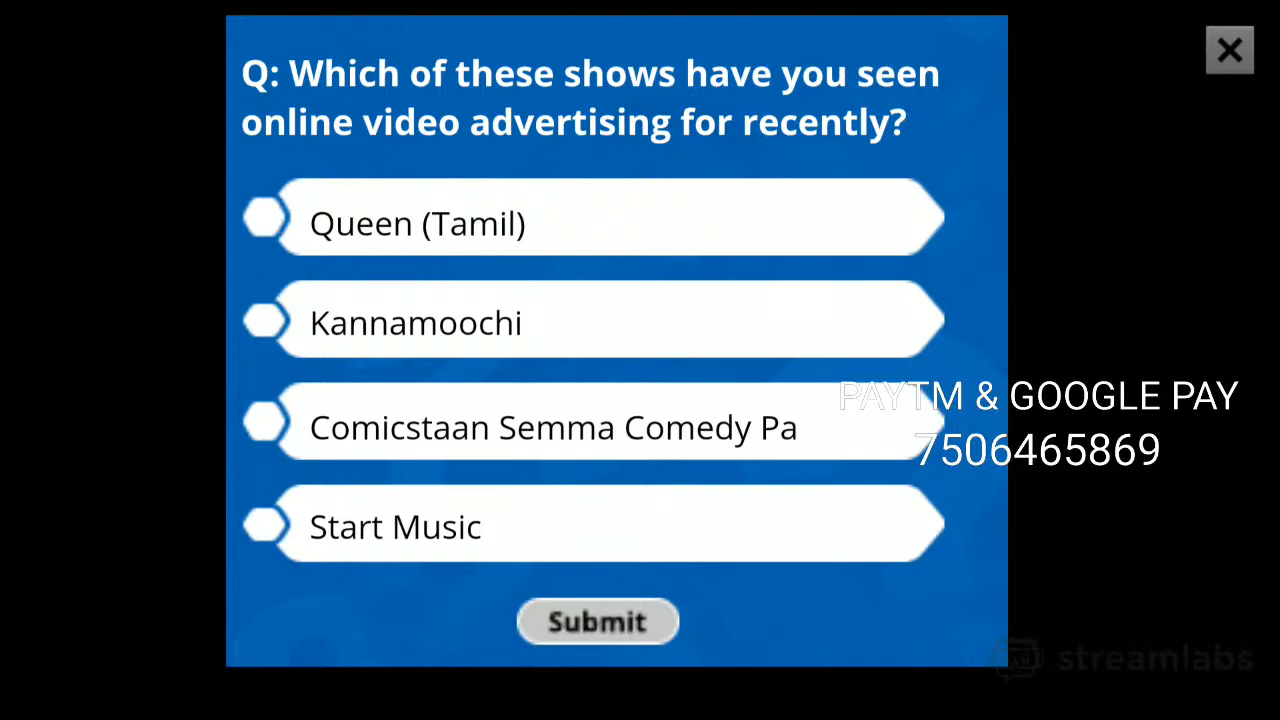 Q: Which of these shows have you seen
online video advertising for recently?
Queen (Tamil)
Kannamoochi
Comicstaan Semma Comedy Pa
Start Music
Submit
PAYTM & GOOGLE PAY
7506465869
streamlabs